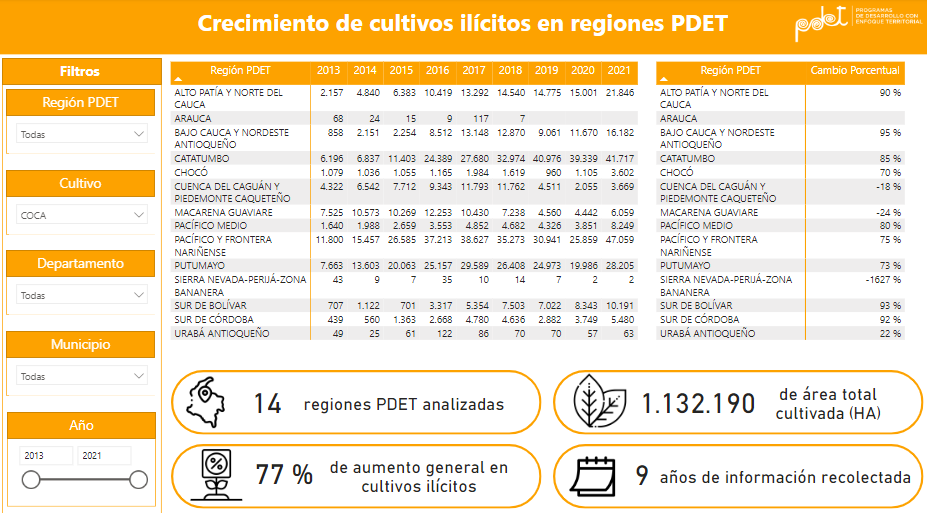 Crecimiento de cultivos ilícitos en regiones PDET
pdet PROGRAMAS
DE DESARROLLO CON
ENFOQUE TERRITORIAL
Filtros
Región PDET
Todas
Cultivo
COCA
Departamento
Todas
Municipio
Todas
Año
2013 2021
Región PDET 2013 2014 2015 2016 2017 2018 2019 2020 2021
ALTO PATÍA Y NORTE DEL 2.157 4.840 6.383 10.419 13.292 14.540 14.775 15.001 21.846
CAUCA
ARAUCA 68 24 15 9 117 7
BAJO CAUCA Y NORDESTE 858 2.151 2.254 8.512 13.148 12.870 9.061 11.670 16.182
ANTIOQUEÑO
CATATUMBO 6.196 6.837 11.403 24.389 27.680 32.974 40.976 39.339 41.717
CHOCÓ 1.079 1.036 1.055 1.165 1.984 1.619 960 1.105 3.602
CUENCA DEL CAGUÁN Y 4.322 6.542 7.712 9.343 11.793 11.762 4.511 2.055 3.669
PIEDEMONTE CAQUETEÑO
MACARENA GUAVIARE 7.525 10.573 10.269 12.253 10.430 7.238 4.560 4.442 6.059
PACÍFICO MEDIO 1.640 1.988 2.659 3.553 4.852 4.682 4.326 3.851 8.249
PACÍFICO Y FRONTERA 11.800 15.457 26.585 37.213 38.627 35.273 30.941 25.859 47.059
NARIÑENSE
PUTUMAYO 7.663 13.603 20.063 25.157 29.589 26.408 24.973 19.986 28.205
SIERRA NEVADA-PERIJÁ-ZONA 43 9 7 35 10 14 7 2 2
BANANERA
SUR DE BOLÍVAR 707 1.122 701 3.317 5.354 7.503 7.022 8.343 10.191
SUR DE CÓRDOBA 439 560 1.363 2.668 4.780 4.636 2.882 3.749 5.480
URABÁ ANTIOQUEÑO 49 25 61 122 86 70 70 57 63
Región PDET Cambio Porcentual
ALTO PATÍA Y NORTE DEL 90 %
CAUCA
ARAUCA
BAJO CAUCA Y NORDESTE 95 %
ANTIOQUEÑO
CATATUMBO 85 %
CHOCÓ 70 %
CUENCA DEL CAGUÁN Y -18 %
PIEDEMONTE CAQUETEÑO
MACARENA GUAVIARE -24 %
PACÍFICO MEDIO 80 %
PACÍFICO Y FRONTERA 75 %
NARIÑENSE
PUTUMAYO 73 %
SIERRA NEVADA-PERIJÁ-ZONA -1627 %
BANANERA
SUR DE BOLÍVAR 93 %
SUR DE CÓRDOBA 92 %
URABÁ ANTIOQUEÑO 22 %
14 regiones PDET analizadas
1.132.190 de área total
cultivada (HA)
77 % de aumento general en
cultivos ilícitos
9 años de información recolectada